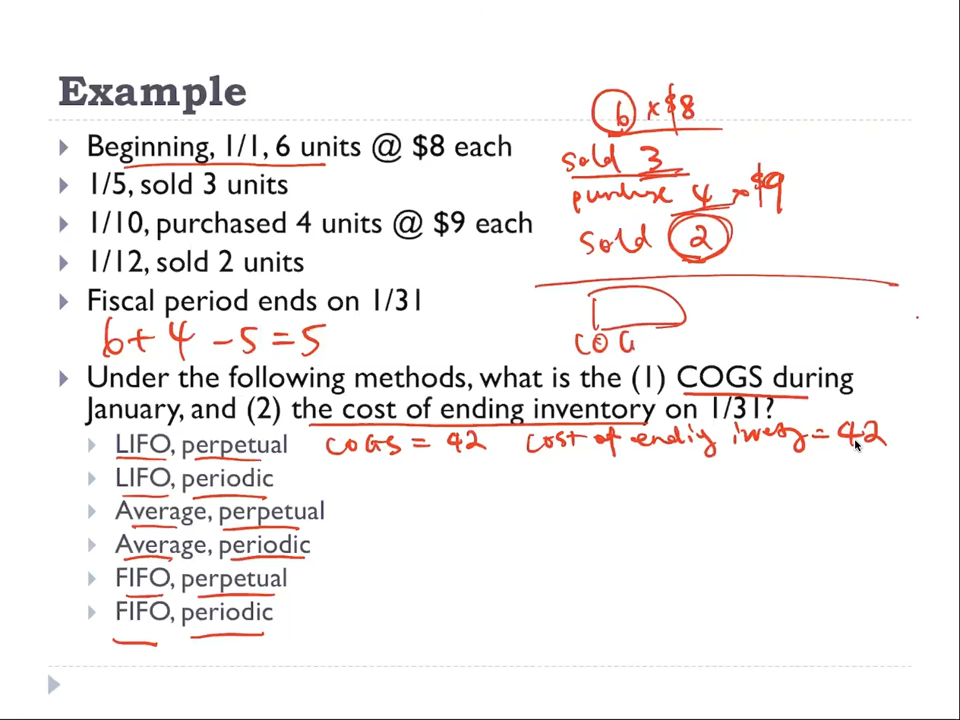 Example
6 × $8
Beginning, 1/1, 6 units @ $8 each
sold 3
1/5, sold 3 units
purchase 4 × $9
1/10, purchased 4 units @ $9 each
sold 2
1/12, sold 2 units
Fiscal period ends on 1/31
6 + 4 - 5 = 5
COG
Under the following methods, what is the (1) COGS during
January, and (2) the cost of ending inventory on 1/31?
LIFO, perpetual COGS = 42 cost of ending = 42
LIFO, periodic
Average, perpetual
Average, periodic
FIFO, perpetual
FIFO, periodic